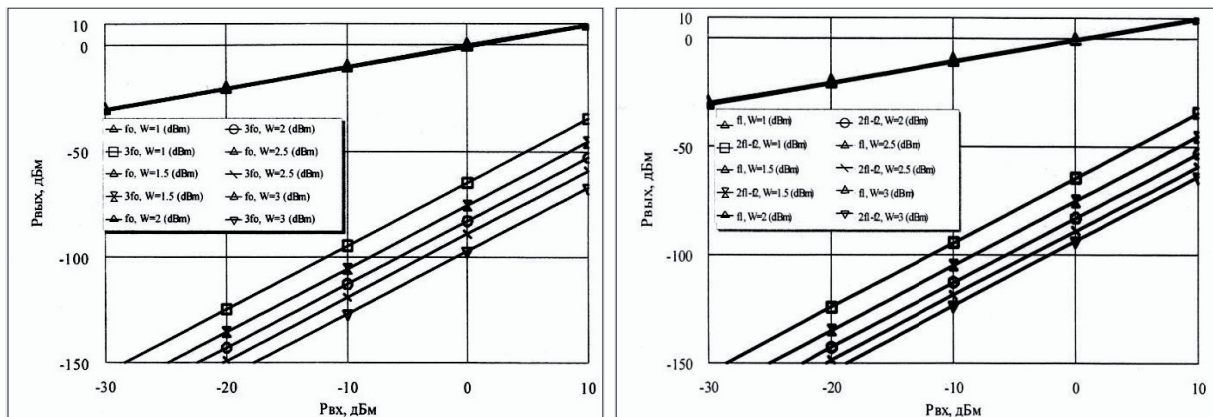 10
0
-50
-100
-150
Рвых, дБм
fo, W=1 (dBm)
3fo, W=2 (dBm)
3fo, W=1 (dBm)
fo, W=2.5 (dBm)
fo, W=1.5 (dBm)
3fo, W=2.5 (dBm)
3fo, W=1.5 (dBm)
fo, W=3 (dBm)
fo, W=2 (dBm)
3fo, W=3 (dBm)
-30 -20 -10 0 10
Рвх, дБм
10
0
-50
-100
-150
Рвых, дБм
f1, W=1 (dBm)
2f1-f2, W=2 (dBm)
2f1-f2, W=1 (dBm)
f1, W=2.5 (dBm)
f1, W=1.5 (dBm)
2f1-f2, W=2.5 (dBm)
2f1-f2, W=1.5 (dBm)
f1, W=3 (dBm)
f1, W=2 (dBm)
2f1-f2, W=3 (dBm)
-30 -20 -10 0 10
Рвх, дБм